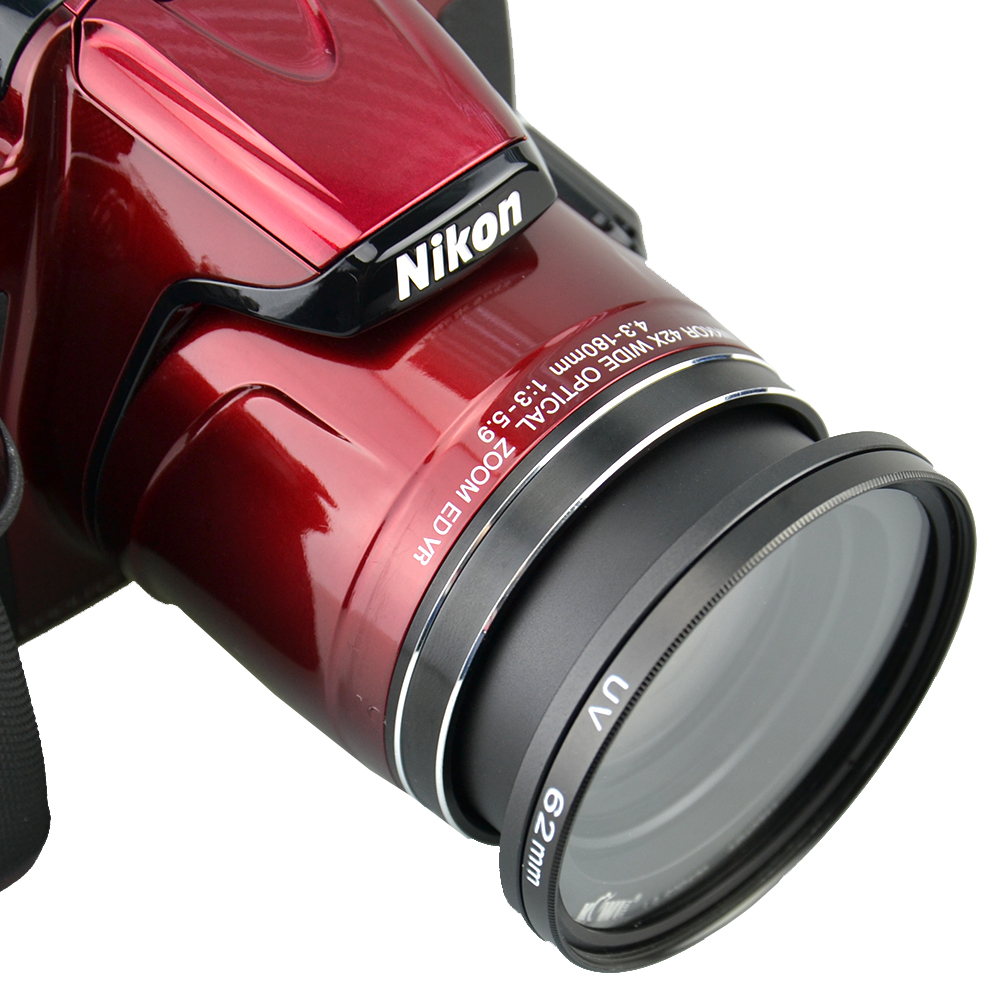 Nikon
42X WIDE OPTICAL ZOOM ED VR
4.3-180mm 1:3-5.9
UV
62mm